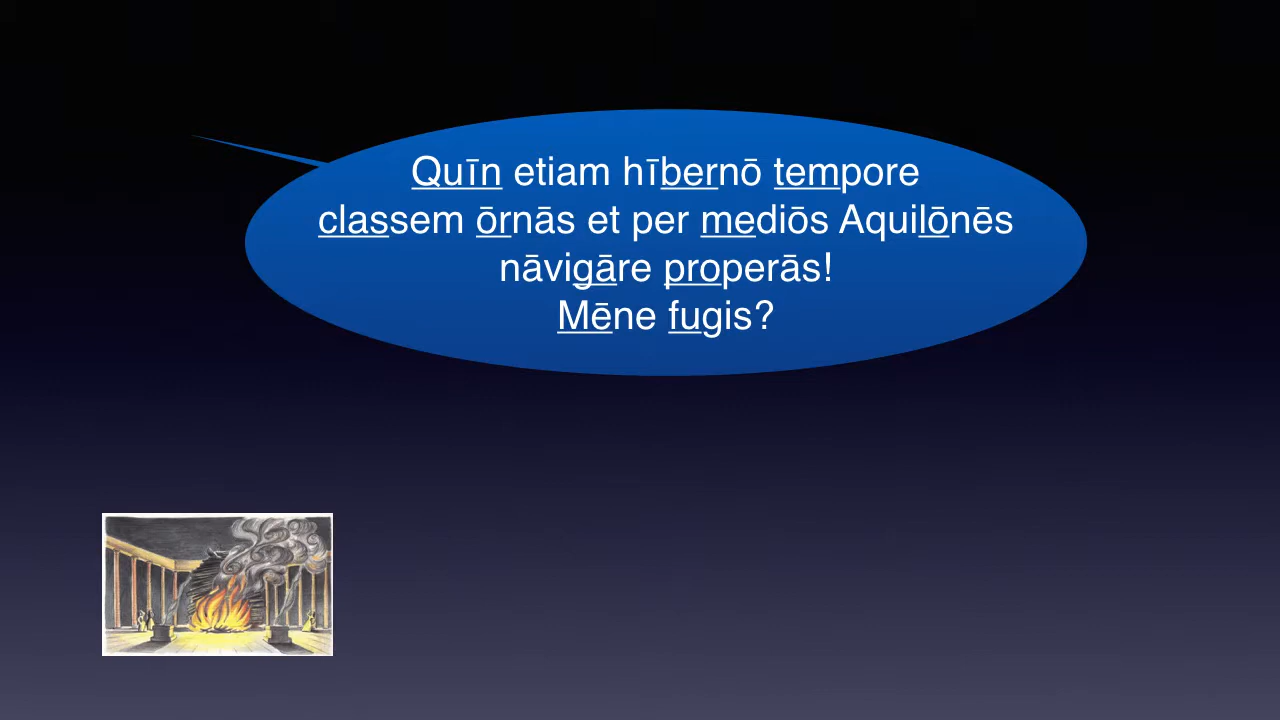 Quīn etiam hībernō tempore
classem ōrnās et per mediōs Aquilōnēs
nāvigāre properās!
Mēne fugis?